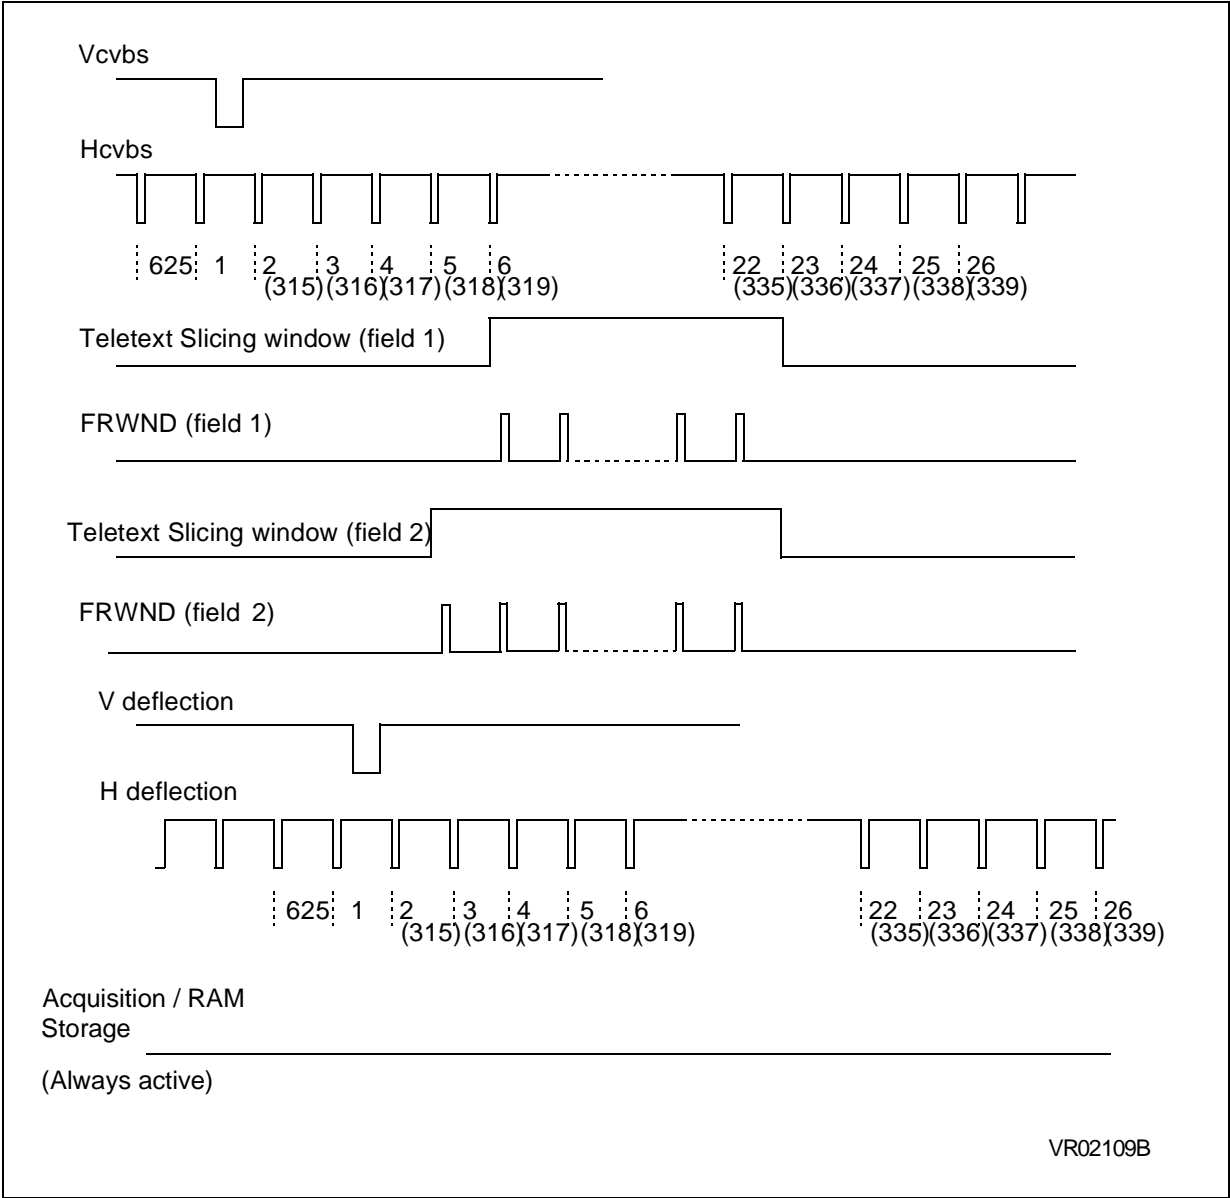 Vcvbs
Hcvbs
625 1 2 3 4 5 6 22 23 24 25 26
(315) (316) (317) (318) (319) (335) (336) (337) (338) (339)
Teletext Slicing window (field 1)
FRWND (field 1)
Teletext Slicing window (field 2)
FRWND (field 2)
V deflection
H deflection
625 1 2 3 4 5 6 22 23 24 25 26
(315) (316) (317) (318) (319) (335) (336) (337) (338) (339)
Acquisition / RAM
Storage
(Always active)
VR02109B